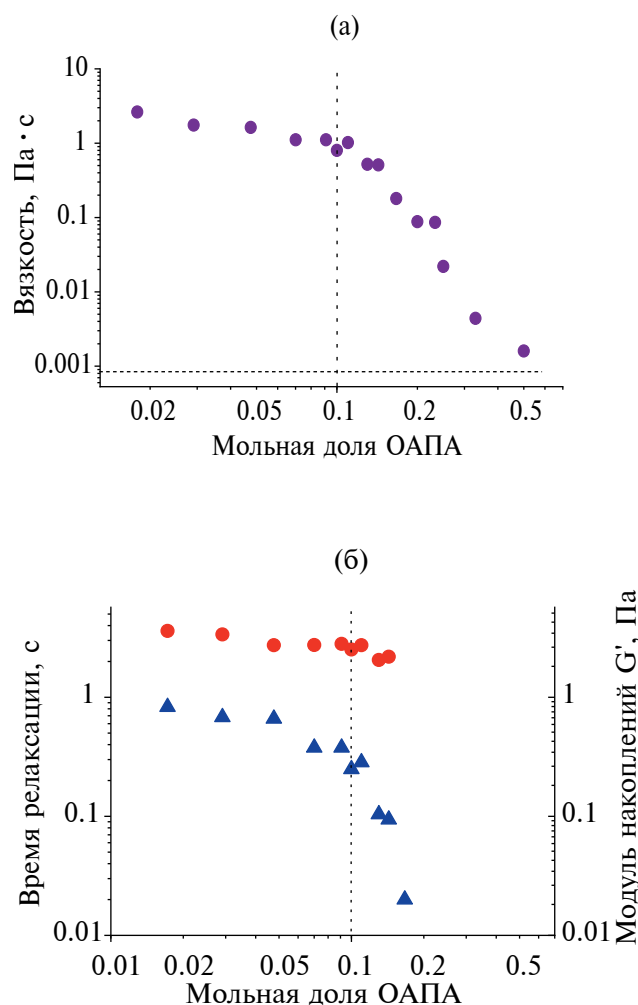 (а)
Вязкость, Па · с
10
1
0.1
0.01
0.001
0.02 0.05 0.1 0.2 0.5
Мольная доля ОАПА
(б)
Время релаксации, с
1
0.1
0.01
0.01 0.02 0.05 0.1 0.2 0.5
Мольная доля ОАПА
1
0.1
0.01
Модуль накоплений G', Па